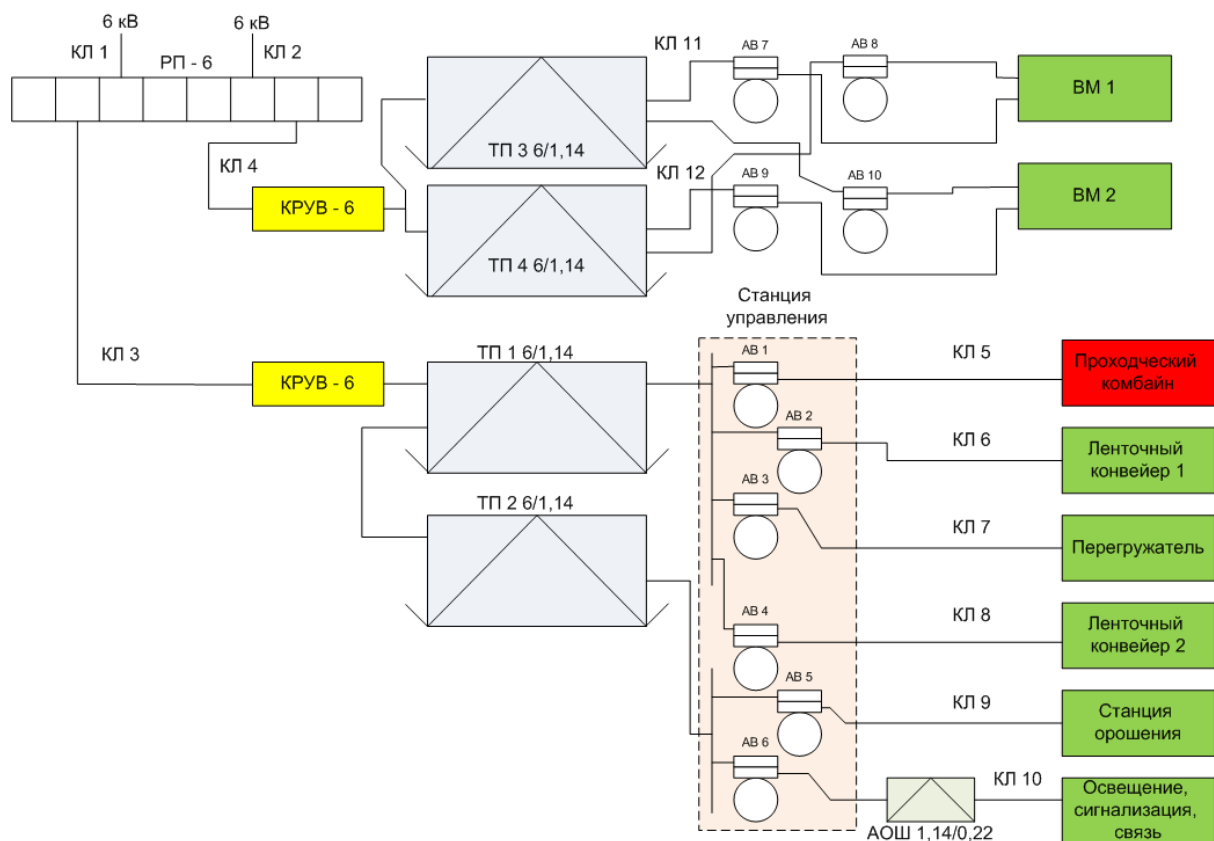 6 кВ
6 кВ
КЛ 1
КЛ 2
РП - 6
КЛ 4
КРУВ - 6
ТП 3 6/1,14
ТП 4 6/1,14
КЛ 11
КЛ 12
АВ 7
АВ 8
АВ 9
АВ 10
ВМ 1
ВМ 2
КЛ 3
КРУВ - 6
ТП 1 6/1,14
ТП 2 6/1,14
Станция
управления
АВ 1
АВ 2
АВ 3
АВ 4
АВ 5
АВ 6
КЛ 5
Проходческий
комбайн
КЛ 6
Ленточный
конвейер 1
КЛ 7
Перегружатель
КЛ 8
Ленточный
конвейер 2
КЛ 9
Станция
орошения
АОШ 1,14/0,22
КЛ 10
Освещение,
сигнализация,
связь